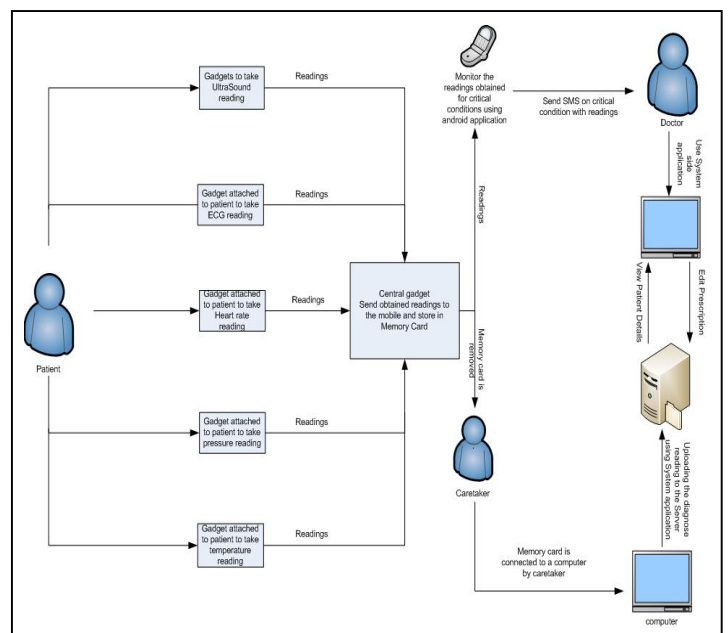 Gadgets to take
UltraSound
reading
Readings
Monitor the
readings obtained
for critical
conditions using
android application
Send SMS on critical
condition with readings
Doctor
Use System
side
application
Gadget attached
to patient to take
ECG reading
Readings
Readings
View Patient Details
Edit Prescription
Patient
Gadget attached
to patient to take
Heart rate
reading
Readings
Central gadget
Send obtained readings to
the mobile and store in
Memory Card
Memory card is
removed
Caretaker
Gadget attached
to patient to take
pressure reading
Readings
Uploading the diagnose
reading to the Server
using System application
Gadget attached
to patient to take
temperature
reading
Readings
Memory card is
connected to a computer
by caretaker
computer